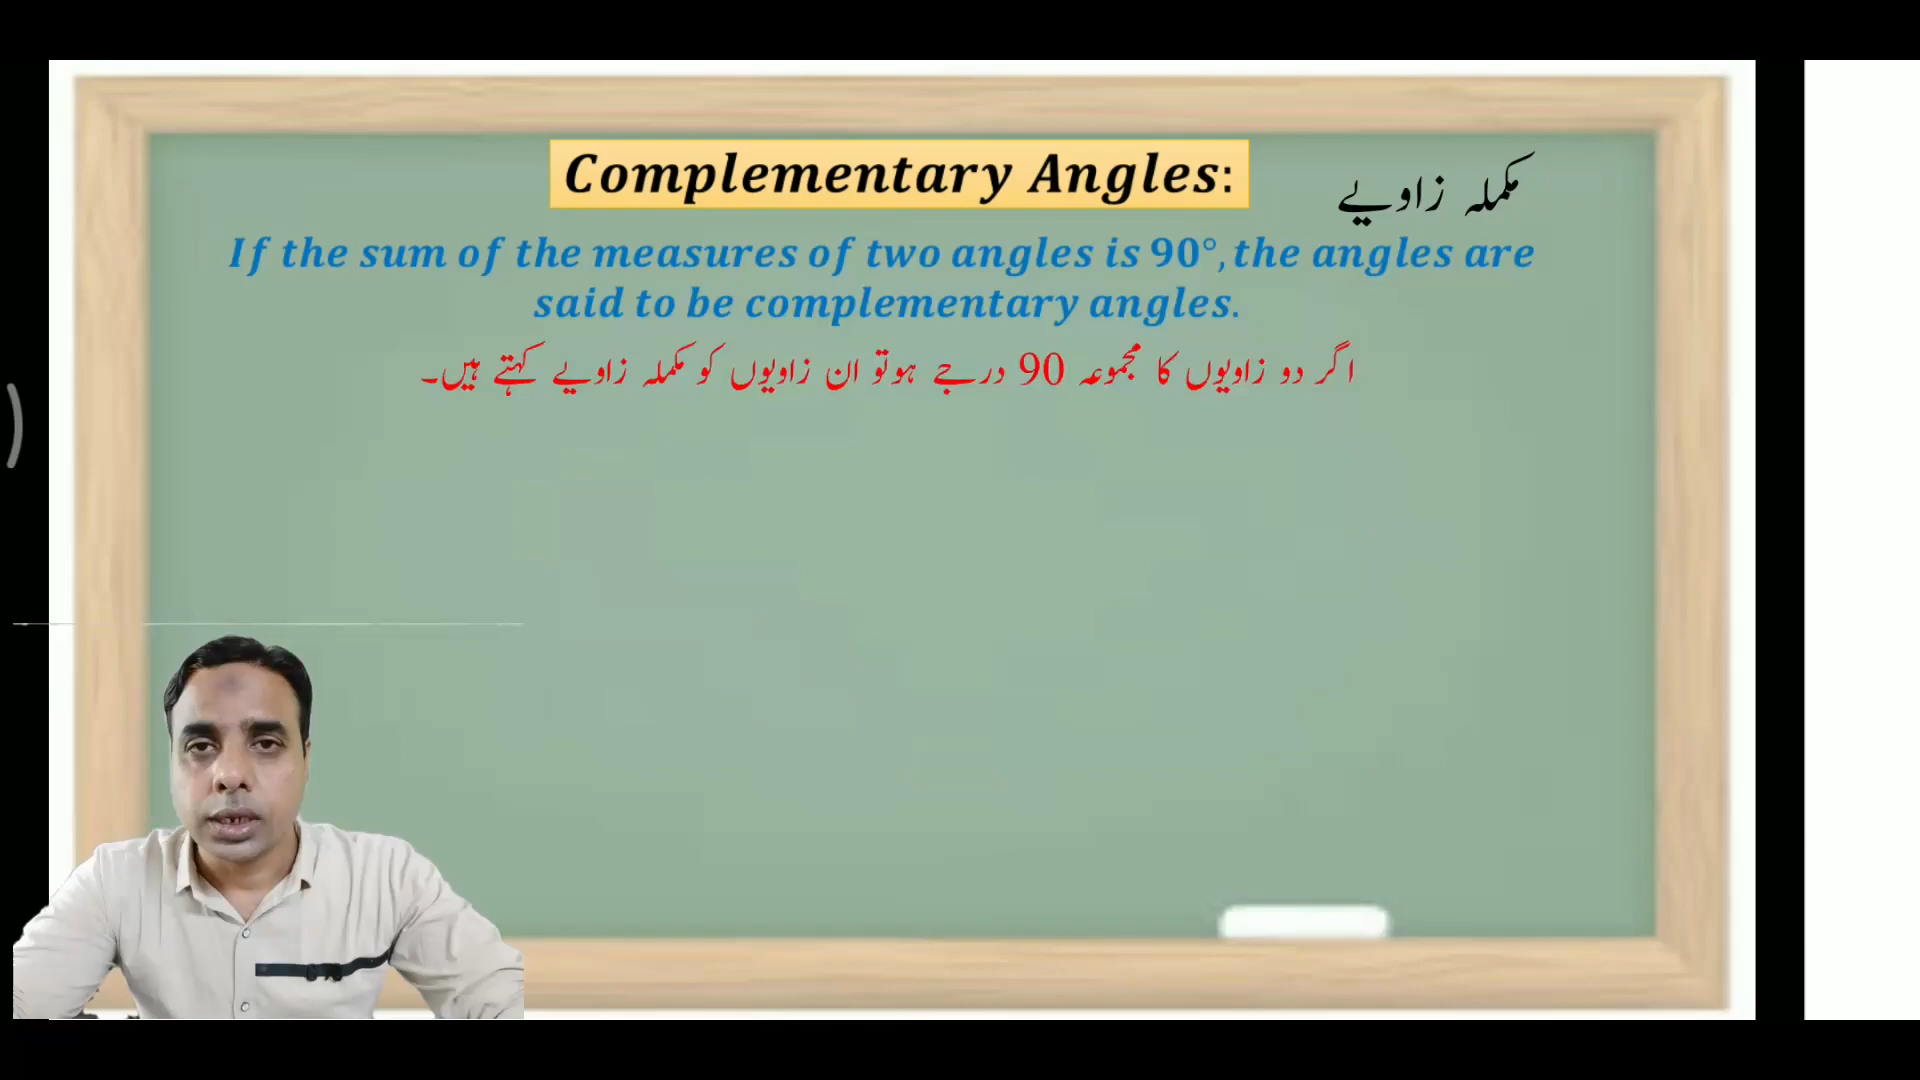 Complementary Angles:
مکملہ زاویے
If the sum of the measures of two angles is 90°, the angles are
said to be complementary angles.
اگر دو زاویوں کا مجموعہ 90 درجے ہوتو ان زاویوں کو مکملہ زاویے کہتے ہیں۔